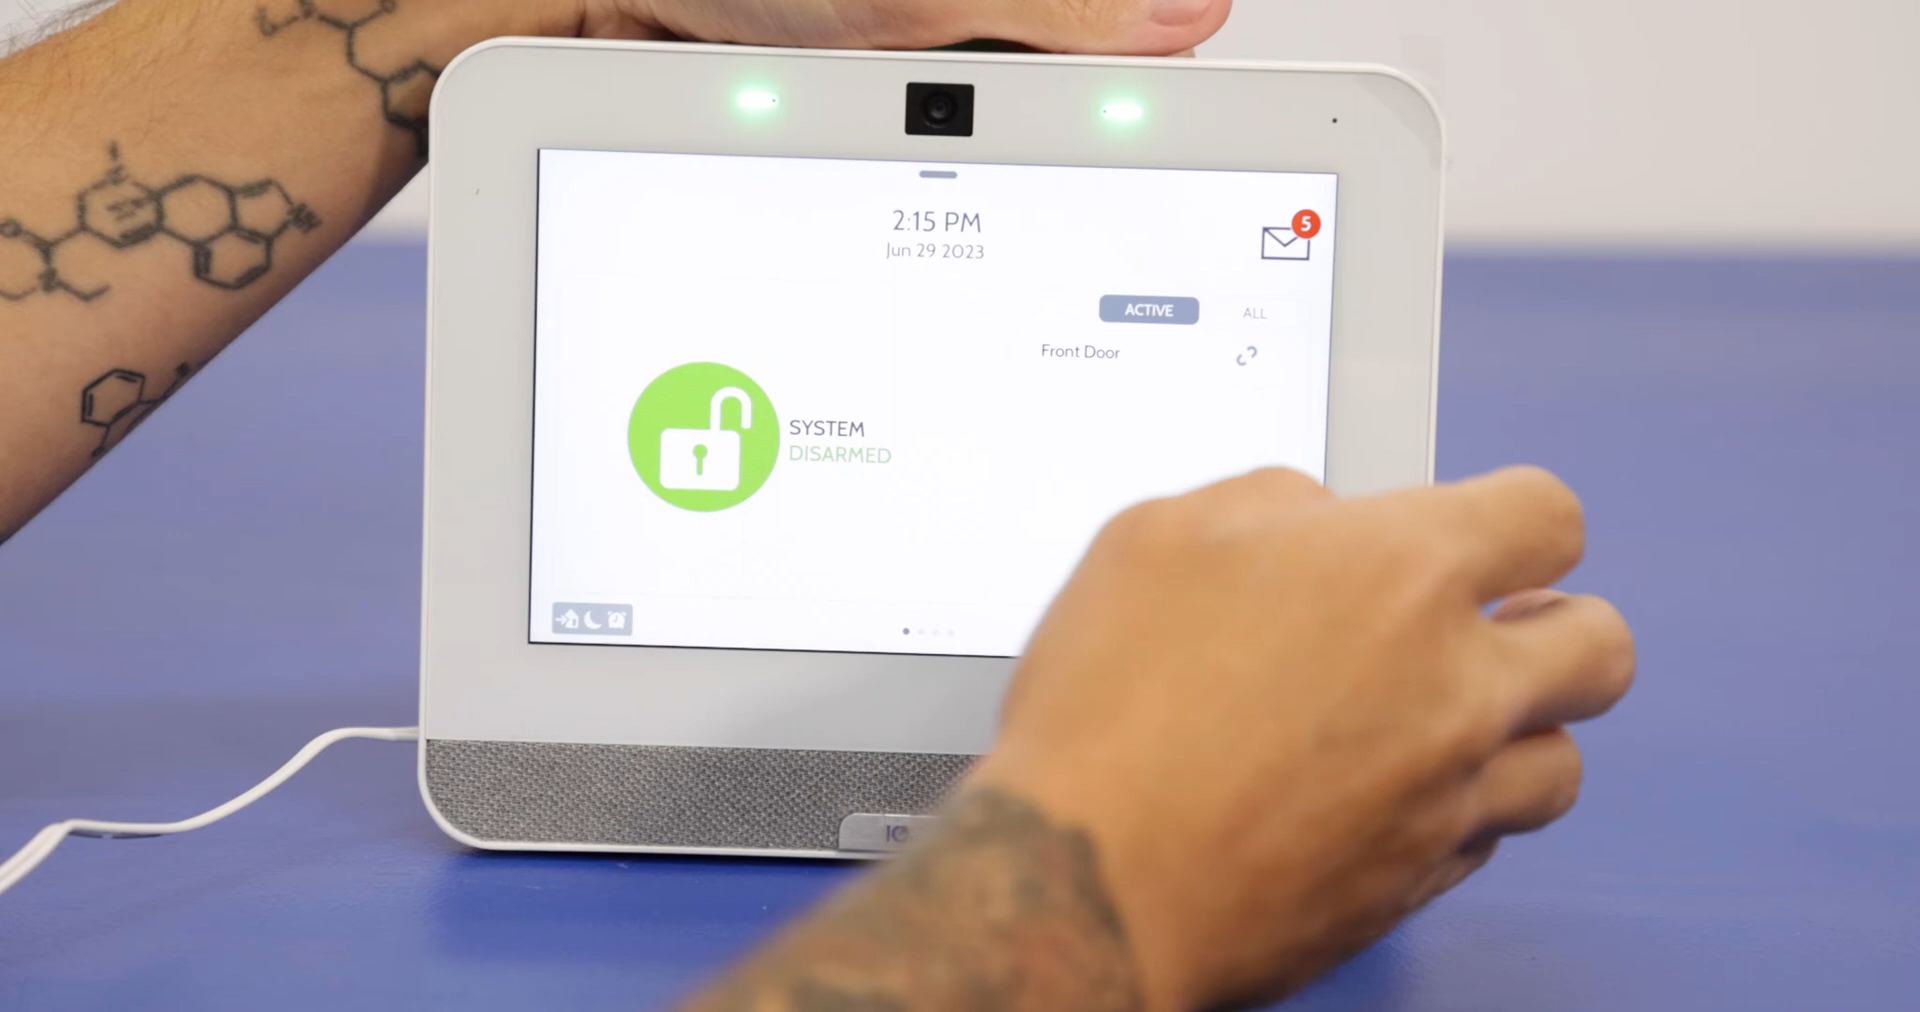 2:15 PM
Jun 29 2023
5
ACTIVE
ALL
Front Door
SYSTEM
DISARMED